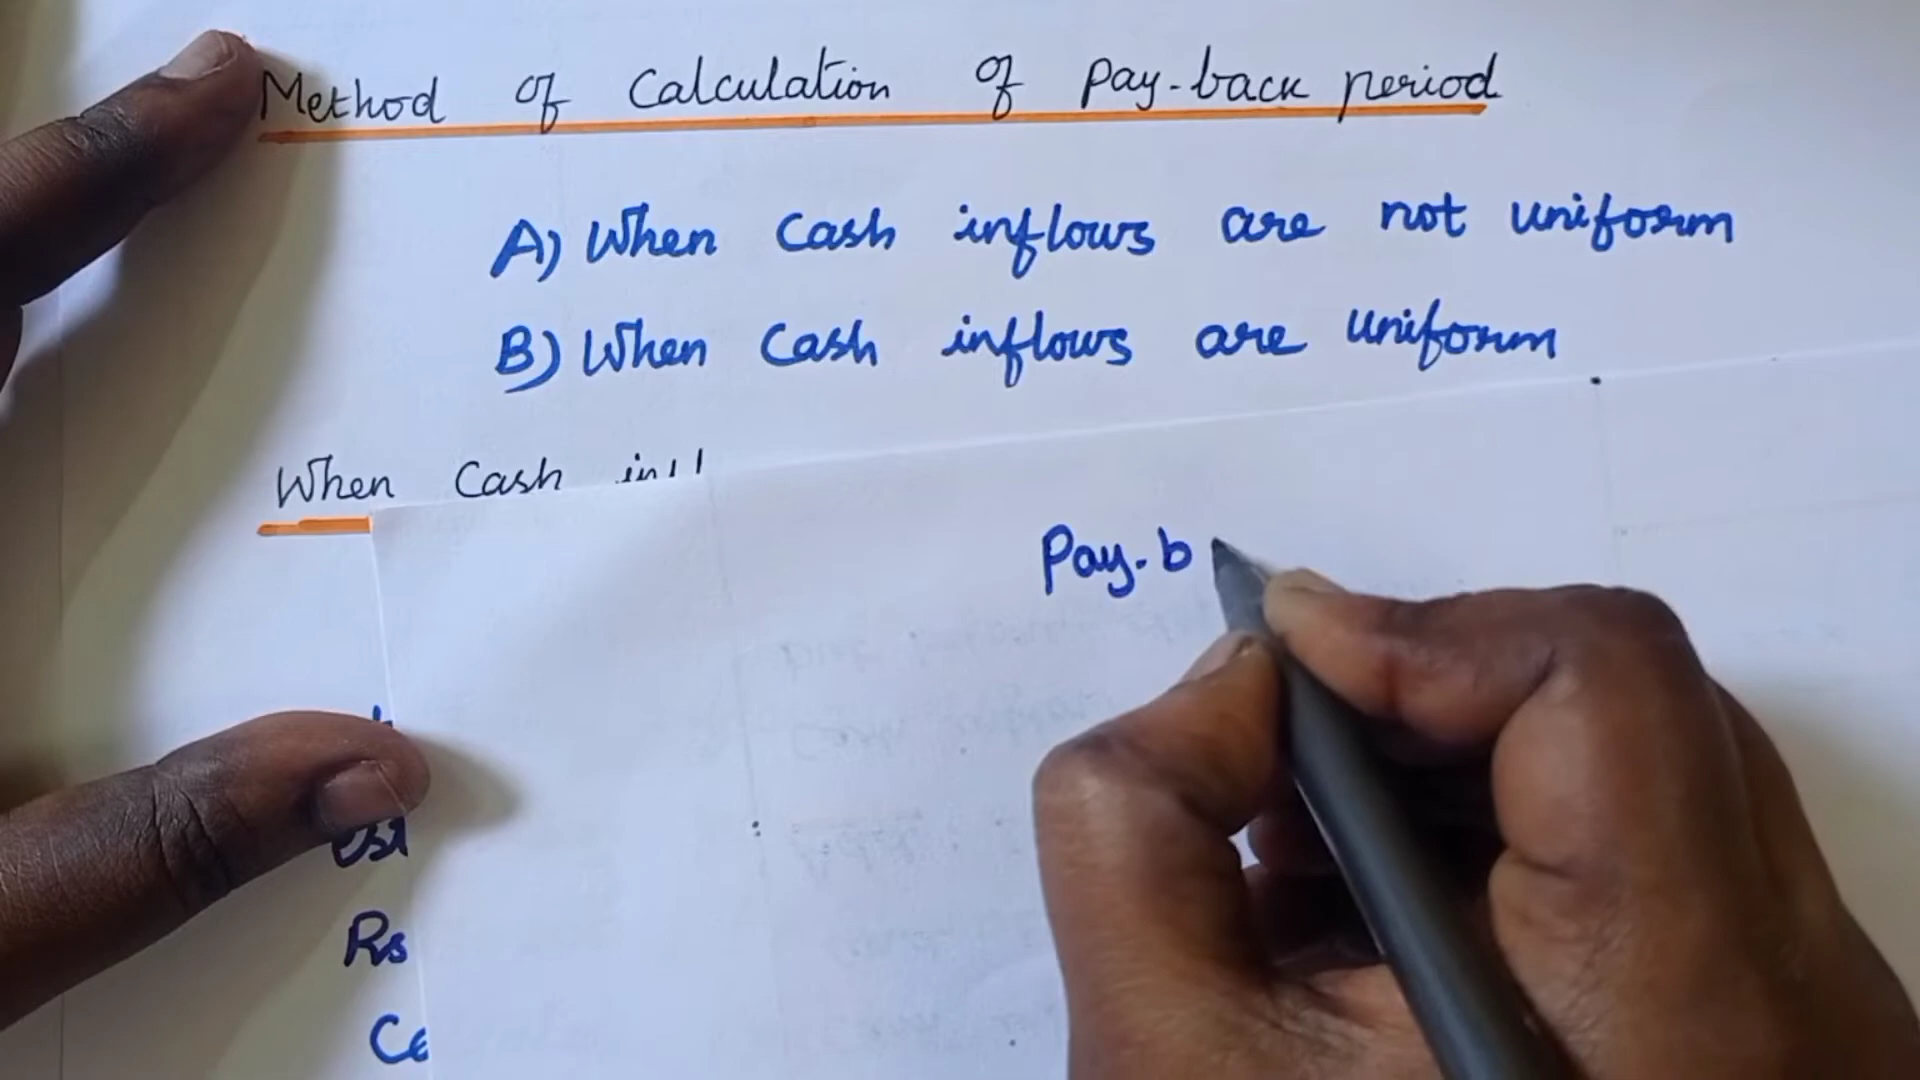 Method of Calculation of Pay-back period
A) When Cash inflows are not uniform
B) When Cash inflows are uniform
When Cash
Pay-b
Rs